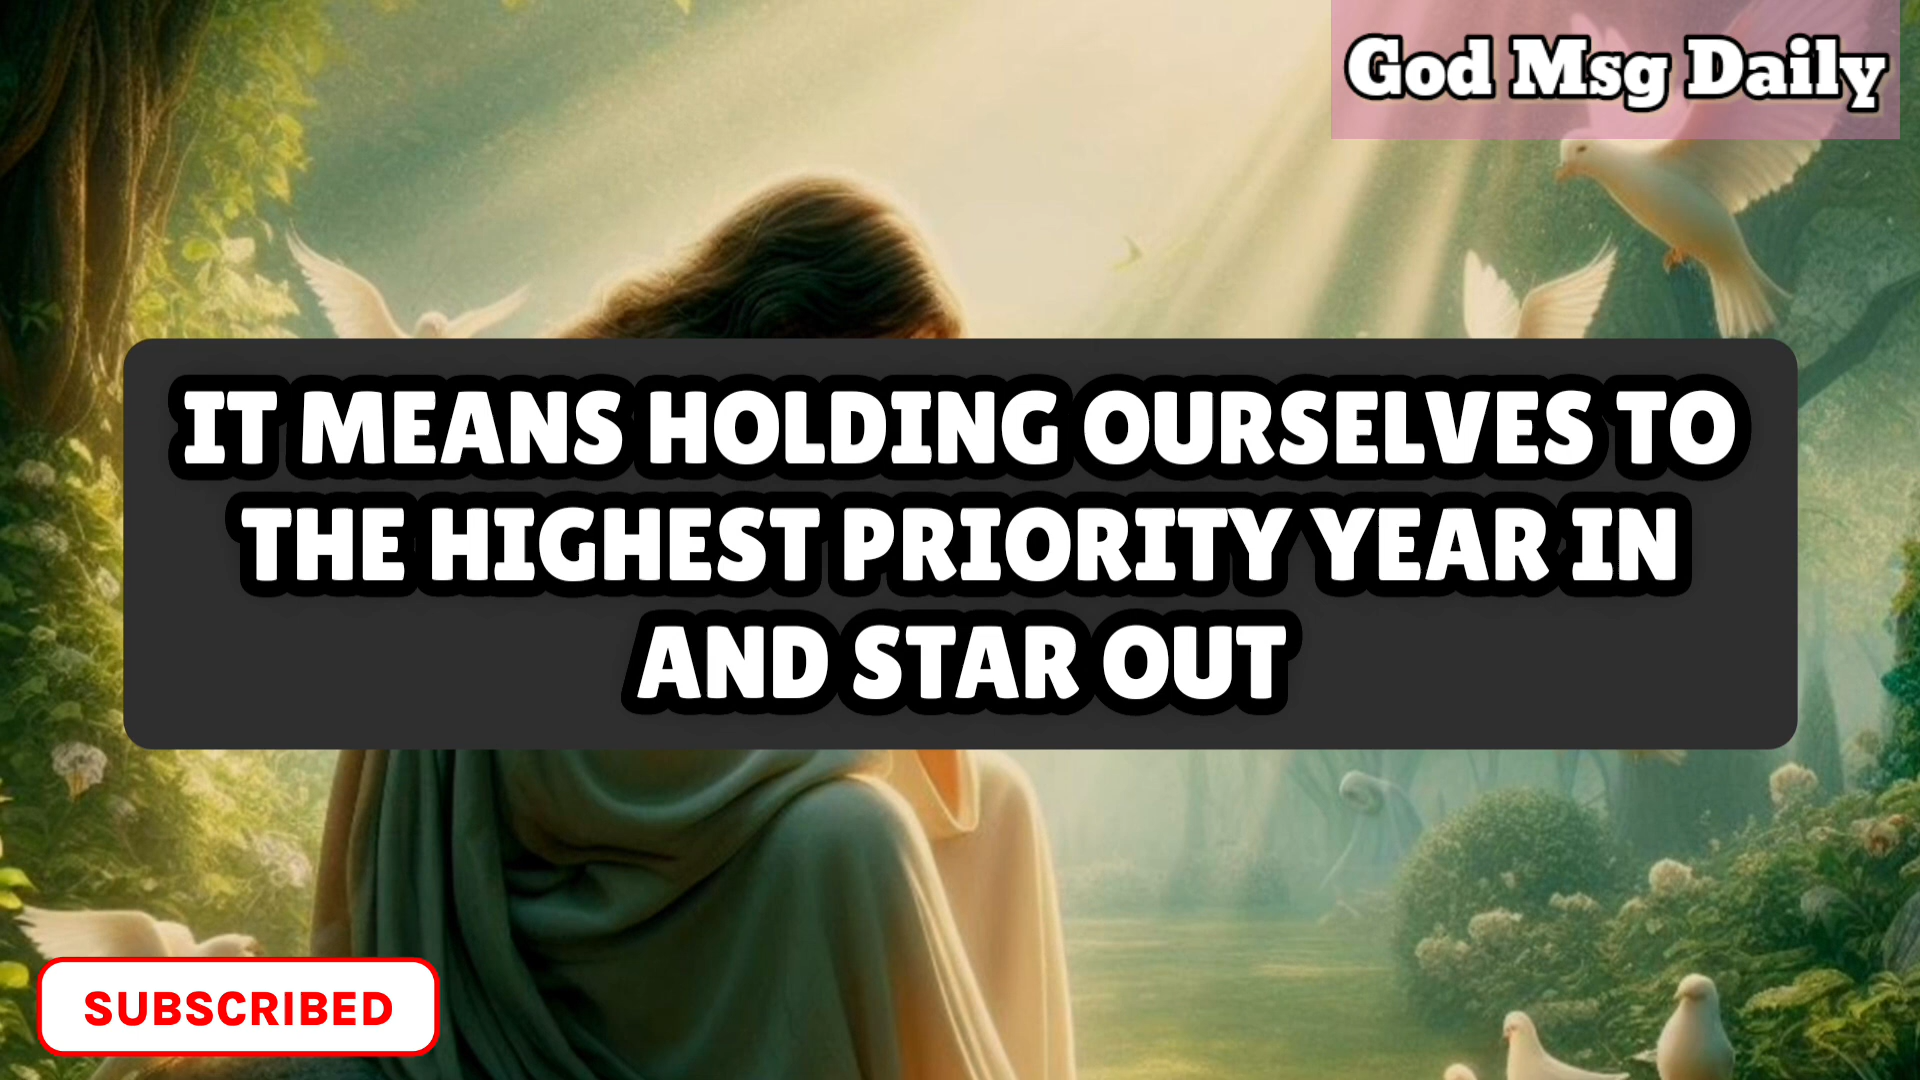 God Msg Daily
IT MEANS HOLDING OURSELVES TO
THE HIGHEST PRIORITY YEAR IN
AND STAR OUT
SUBSCRIBED